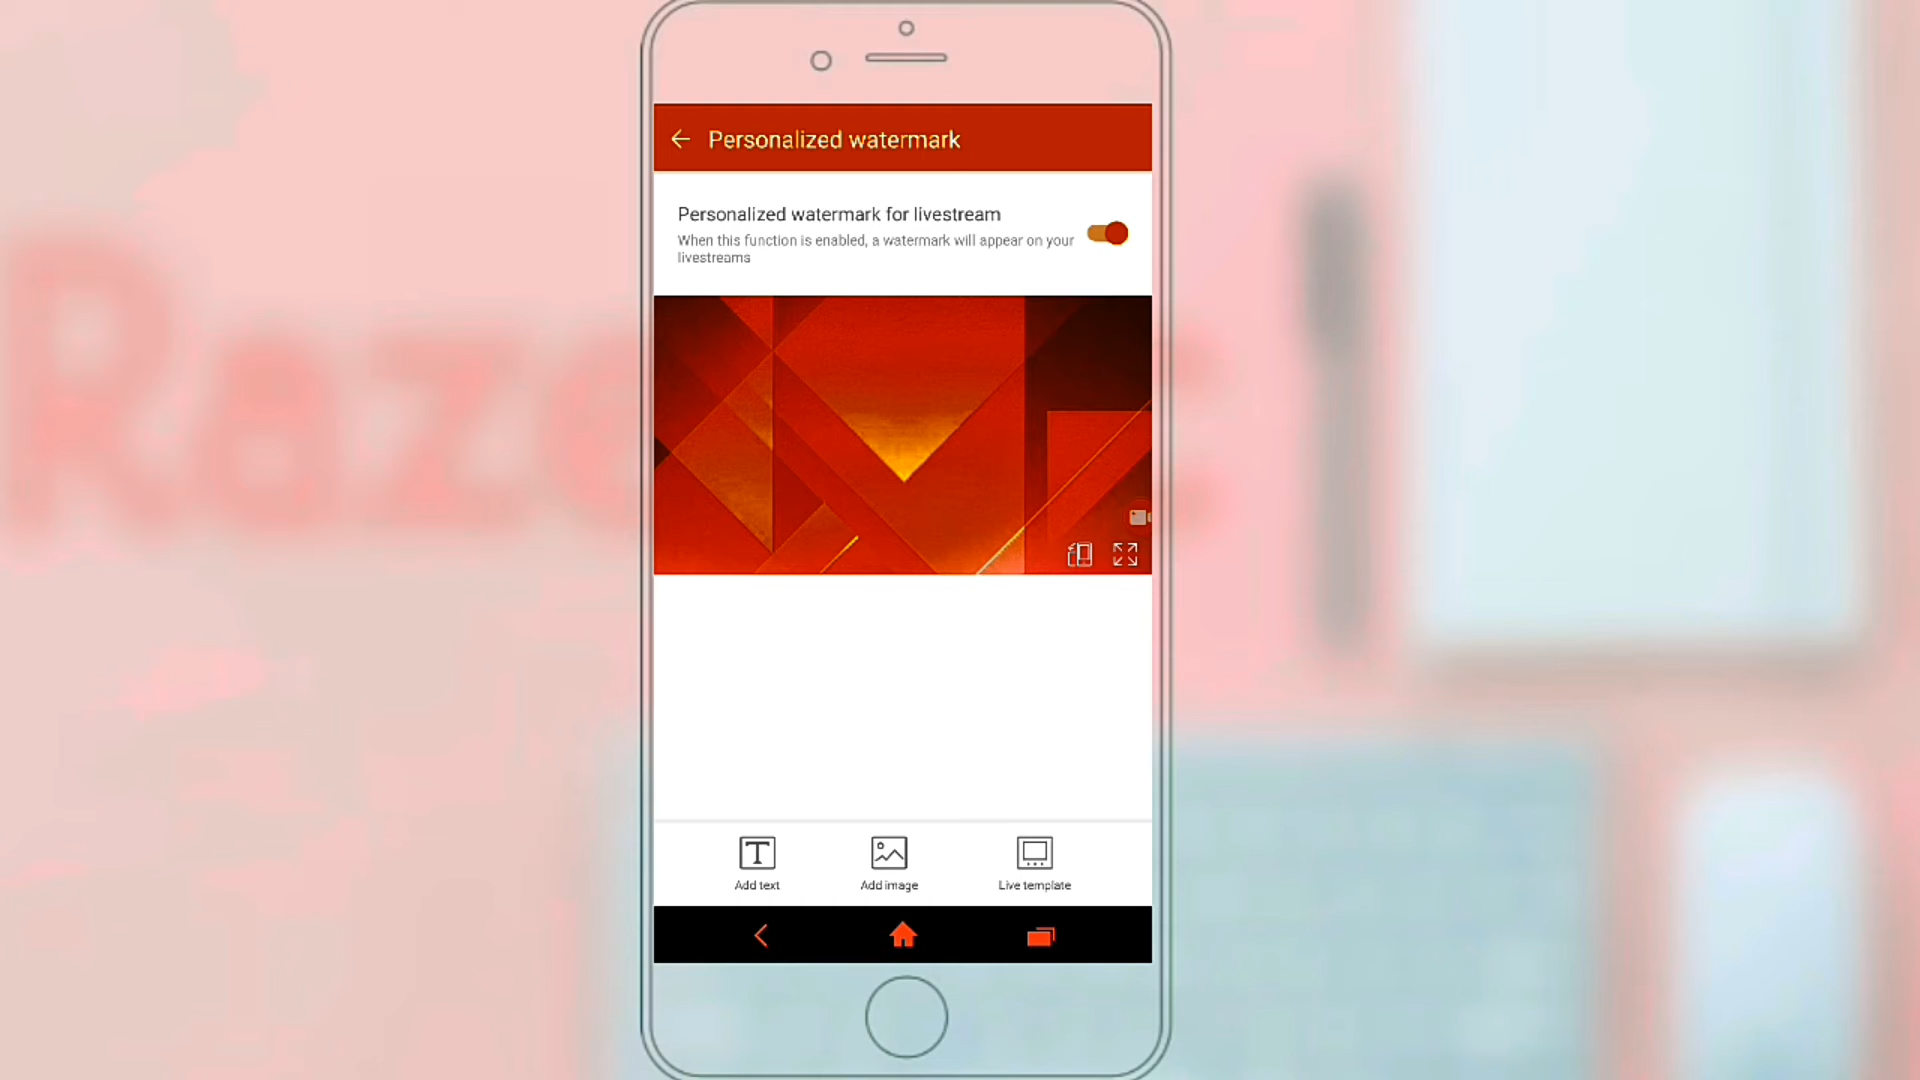 Personalized watermark
Personalized watermark for livestream
When this function is enabled, a watermark will appear on your
livestreams
Add text
Add image
Live template